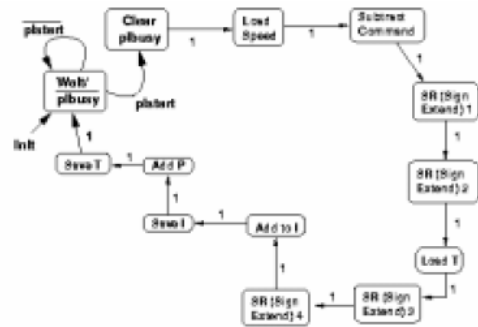 pistart
Clear
pibusy
Load
Speed
Subtract
Command
1
1
1
pistart
Wait/
pibusy
Init
1
SR (Sign
Extend) 1
1
SR (Sign
Extend) 2
1
Load T
1
SR (Sign
Extend) 3
1
SR (Sign
Extend) 4
1
Add to I
1
Save I
1
Add P
1
Save T